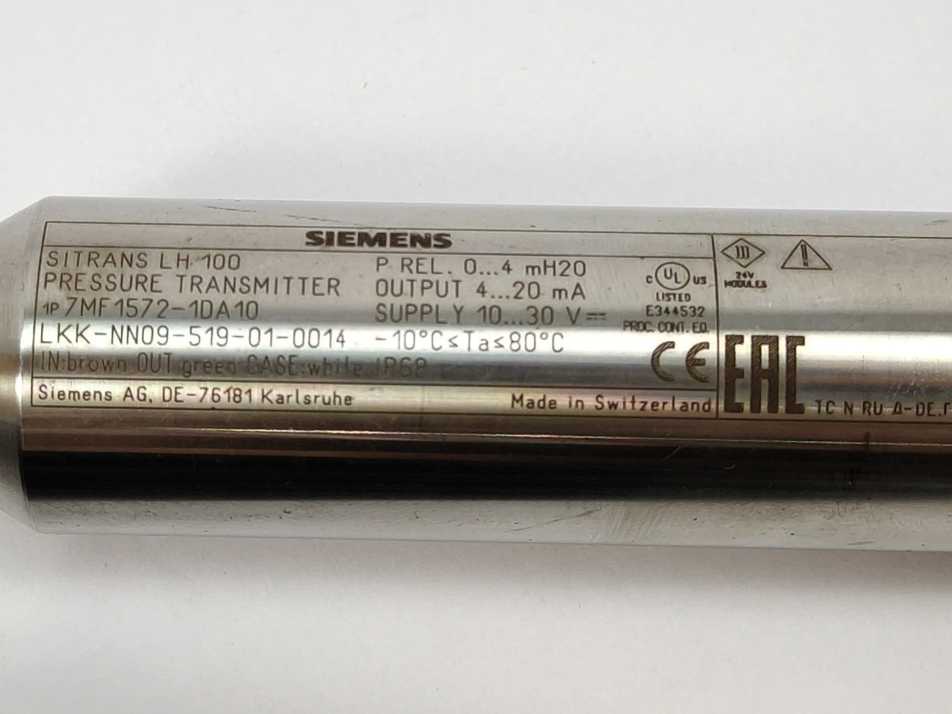 SIEMENS
SITRANS LH 100
PRESSURE TRANSMITTER
1P 7MF1572-1DA10
LKK-NN09-519-01-0014
IN:brown OUT:green CASE:white IP68
P REL. 0...4 mH2O
OUTPUT 4...20 mA
SUPPLY 10...30 V
-10°C≤Ta≤80°C
Siemens AG, DE-76181 Karlsruhe
Made in Switzerland
C UL US
LISTED
E344532
PROC. CONT. EQ.
CE
24V
MODULES
EAC
TC N RU Д-DE.